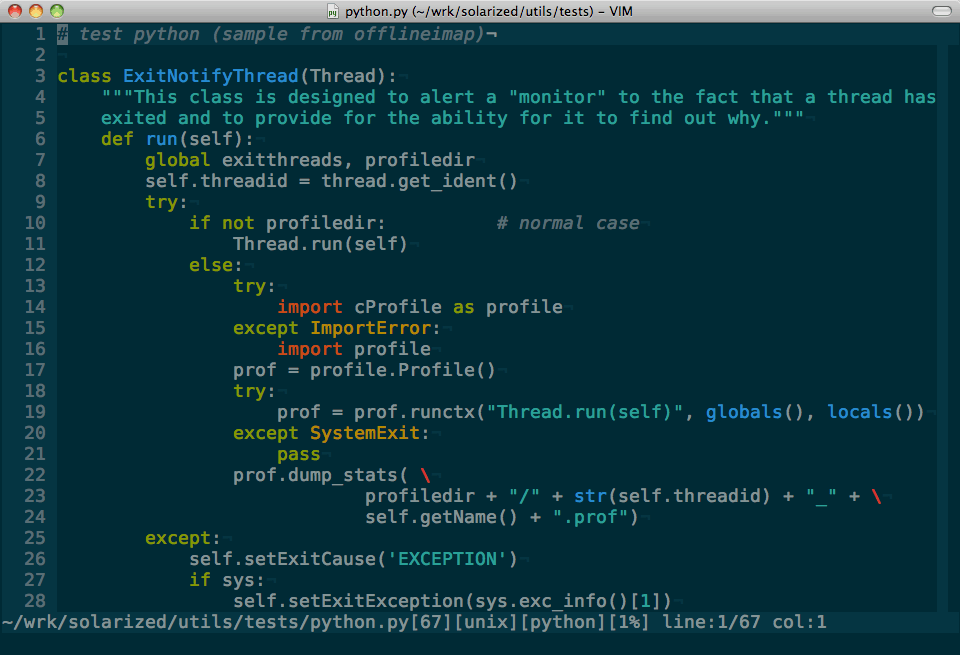 python.py (~/wrk/solarized/utils/tests) – VIM
1 # test python (sample from offlineimap)¬
2 ¬
3 class ExitNotifyThread(Thread):¬
4     """This class is designed to alert a "monitor" to the fact that a thread has
5     exited and to provide for the ability for it to find out why."""¬
6     def run(self):¬
7         global exitthreads, profiledir¬
8         self.threadid = thread.get_ident()¬
9         try:¬
10             if not profiledir:          # normal case¬
11                 Thread.run(self)¬
12             else:¬
13                 try:¬
14                     import cProfile as profile¬
15                 except ImportError:¬
16                     import profile¬
17                 prof = profile.Profile()¬
18                 try:¬
19                     prof = prof.runctx("Thread.run(self)", globals(), locals())¬
20                 except SystemExit:¬
21                     pass¬
22                 prof.dump_stats( \¬
23                             profiledir + "/" + str(self.threadid) + "_" + \¬
24                             self.getName() + ".prof")¬
25         except:¬
26             self.setExitCause('EXCEPTION')¬
27             if sys:¬
28                 self.setExitException(sys.exc_info()[1])¬
~/wrk/solarized/utils/tests/python.py[67][unix][python][1%] line:1/67 col:1